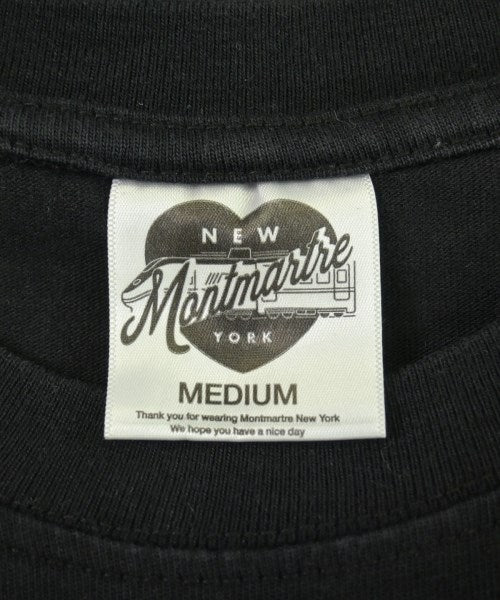 NEW
Montmartre
YORK
MEDIUM
Thank you for wearing Montmartre New York
We hope you have a nice day